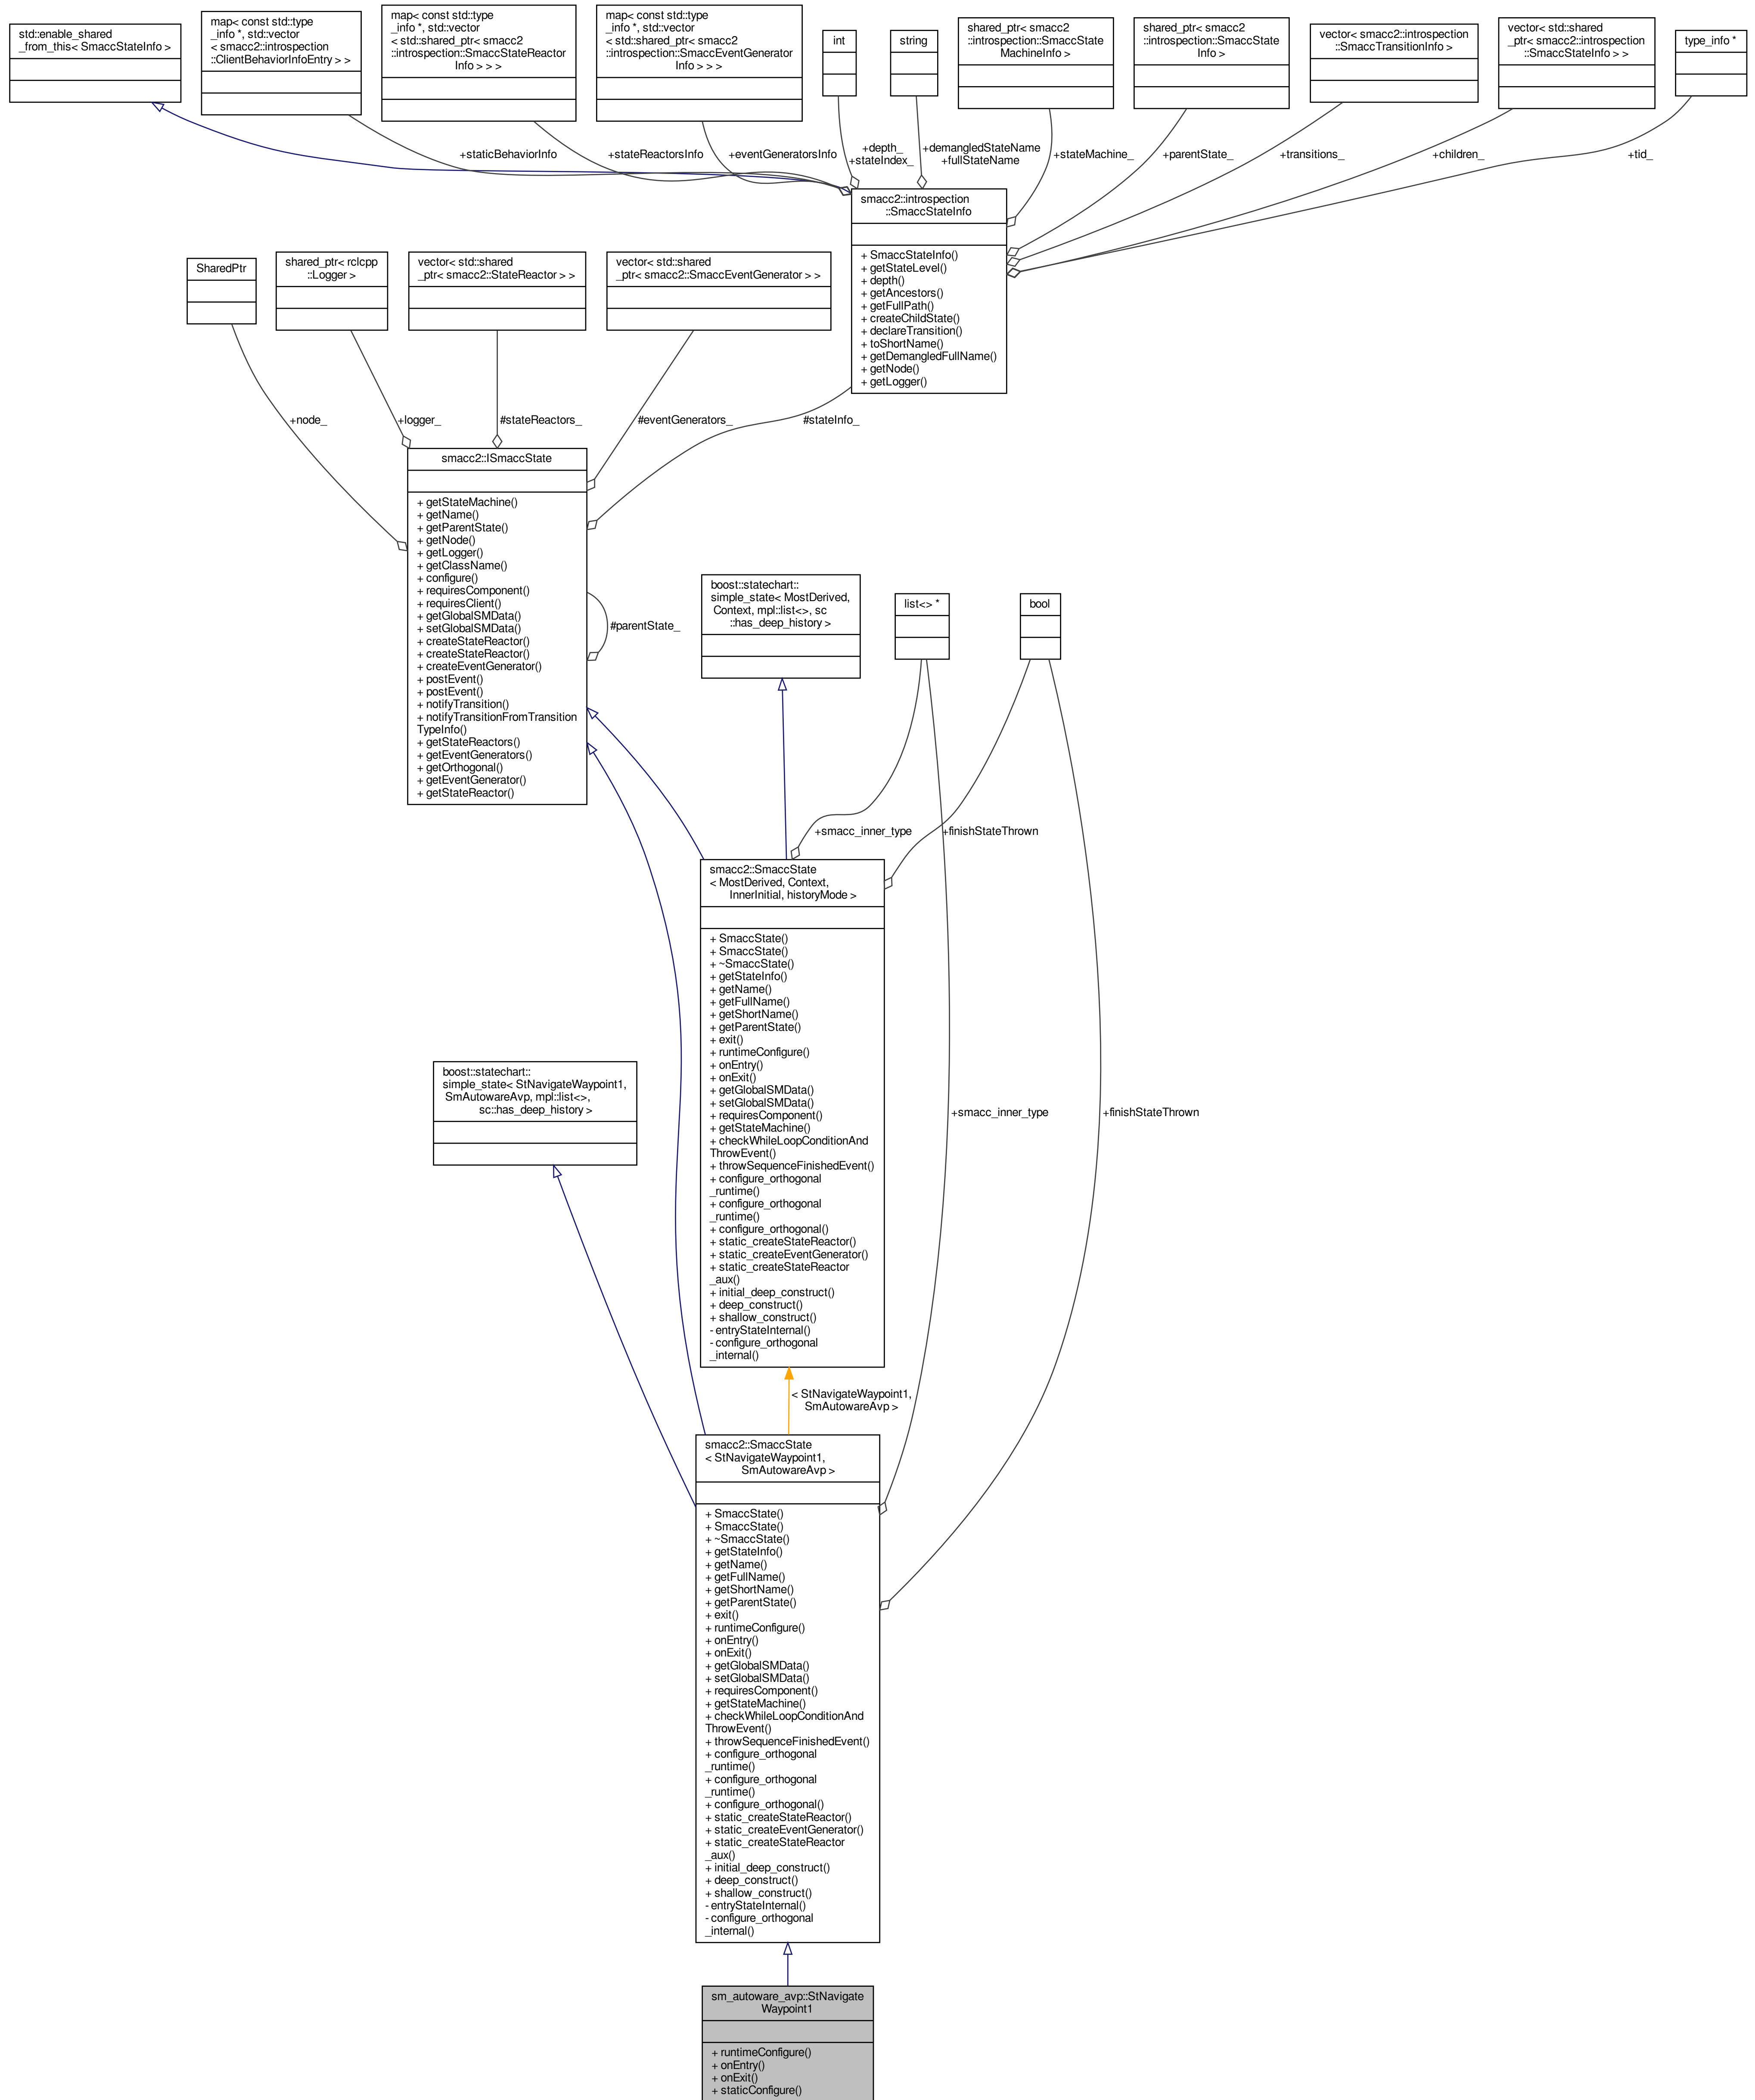 std::enable_shared
_from_this< SmaccStateInfo >
map< const std::type
_info *, std::vector
< smacc2::introspection
::ClientBehaviorInfoEntry > >
map< const std::type
_info *, std::vector
< std::shared_ptr< smacc2
::introspection::SmaccStateReactor
Info > > >
map< const std::type
_info *, std::vector
< std::shared_ptr< smacc2
::introspection::SmaccEventGenerator
Info > > >
int
string
shared_ptr< smacc2
::introspection::SmaccState
MachineInfo >
shared_ptr< smacc2
::introspection::SmaccState
Info >
vector< smacc2::introspection
::SmaccTransitionInfo >
vector< std::shared
_ptr< smacc2::introspection
::SmaccStateInfo > >
type_info *
+staticBehaviorInfo
+stateReactorsInfo
+eventGeneratorsInfo
+depth_
+stateIndex_
+demangledStateName
+fullStateName
+stateMachine_
+parentState_
+transitions_
+children_
+tid_
smacc2::introspection
::SmaccStateInfo
+ SmaccStateInfo()
+ getStateLevel()
+ depth()
+ getAncestors()
+ getFullPath()
+ createChildState()
+ declareTransition()
+ toShortName()
+ getDemangledFullName()
+ getNode()
+ getLogger()
SharedPtr
shared_ptr< rclcpp
::Logger >
vector< std::shared
_ptr< smacc2::StateReactor > >
vector< std::shared
_ptr< smacc2::SmaccEventGenerator > >
+node_
+logger_
#stateReactors_
#eventGenerators_
#stateInfo_
smacc2::ISmaccState
+ getStateMachine()
+ getName()
+ getParentState()
+ getNode()
+ getLogger()
+ getClassName()
+ configure()
+ requiresComponent()
+ requiresClient()
+ getGlobalSMData()
+ setGlobalSMData()
+ createStateReactor()
+ createStateReactor()
+ createEventGenerator()
+ postEvent()
+ postEvent()
+ notifyTransition()
+ notifyTransitionFromTransition
TypeInfo()
+ getStateReactors()
+ getEventGenerators()
+ getOrthogonal()
+ getEventGenerator()
+ getStateReactor()
#parentState_
boost::statechart::
simple_state< MostDerived,
Context, mpl::list<>, sc
::has_deep_history >
list<> *
bool
+smacc_inner_type
+finishStateThrown
smacc2::SmaccState
< MostDerived, Context,
InnerInitial, historyMode >
+ SmaccState()
+ SmaccState()
+ ~SmaccState()
+ getStateInfo()
+ getName()
+ getFullName()
+ getShortName()
+ getParentState()
+ exit()
+ runtimeConfigure()
+ onEntry()
+ onExit()
+ getGlobalSMData()
+ setGlobalSMData()
+ requiresComponent()
+ getStateMachine()
+ checkWhileLoopConditionAnd
ThrowEvent()
+ throwSequenceFinishedEvent()
+ configure_orthogonal
_runtime()
+ configure_orthogonal
_runtime()
+ configure_orthogonal()
+ static_createStateReactor()
+ static_createEventGenerator()
+ static_createStateReactor
_aux()
+ initial_deep_construct()
+ deep_construct()
+ shallow_construct()
- entryStateInternal()
- configure_orthogonal
_internal()
boost::statechart::
simple_state< StNavigateWaypoint1,
SmAutowareAvp, mpl::list<>,
sc::has_deep_history >
+smacc_inner_type
+finishStateThrown
< StNavigateWaypoint1,
SmAutowareAvp >
smacc2::SmaccState
< StNavigateWaypoint1,
SmAutowareAvp >
+ SmaccState()
+ SmaccState()
+ ~SmaccState()
+ getStateInfo()
+ getName()
+ getFullName()
+ getShortName()
+ getParentState()
+ exit()
+ runtimeConfigure()
+ onEntry()
+ onExit()
+ getGlobalSMData()
+ setGlobalSMData()
+ requiresComponent()
+ getStateMachine()
+ checkWhileLoopConditionAnd
ThrowEvent()
+ throwSequenceFinishedEvent()
+ configure_orthogonal
_runtime()
+ configure_orthogonal
_runtime()
+ configure_orthogonal()
+ static_createStateReactor()
+ static_createEventGenerator()
+ static_createStateReactor
_aux()
+ initial_deep_construct()
+ deep_construct()
+ shallow_construct()
- entryStateInternal()
- configure_orthogonal
_internal()
sm_autoware_avp::StNavigate
Waypoint1
+ runtimeConfigure()
+ onEntry()
+ onExit()
+ staticConfigure()